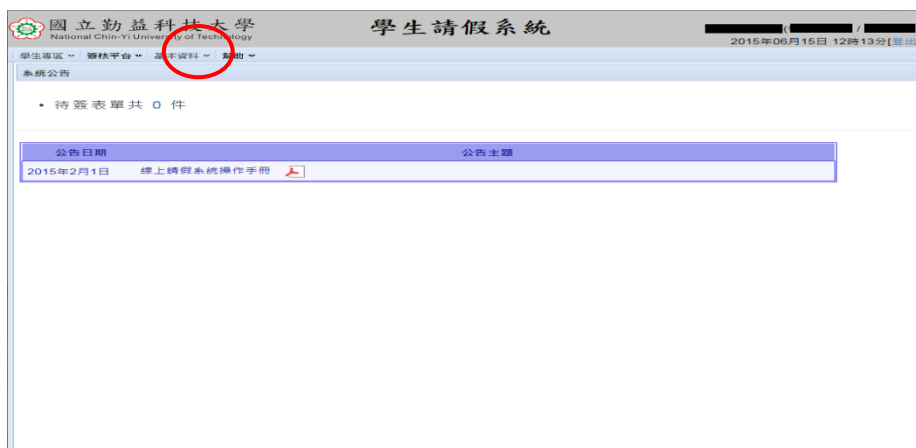 國立勤益科技大學
National Chin-Yi University of Technology
學生請假系統
2015年06月15日 12時13分[登出
學生專區 簽核平台 基本資料 幫助
系統公告
• 待簽表單共 0 件
公告日期 公告主題
2015年2月1日 線上請假系統操作手冊